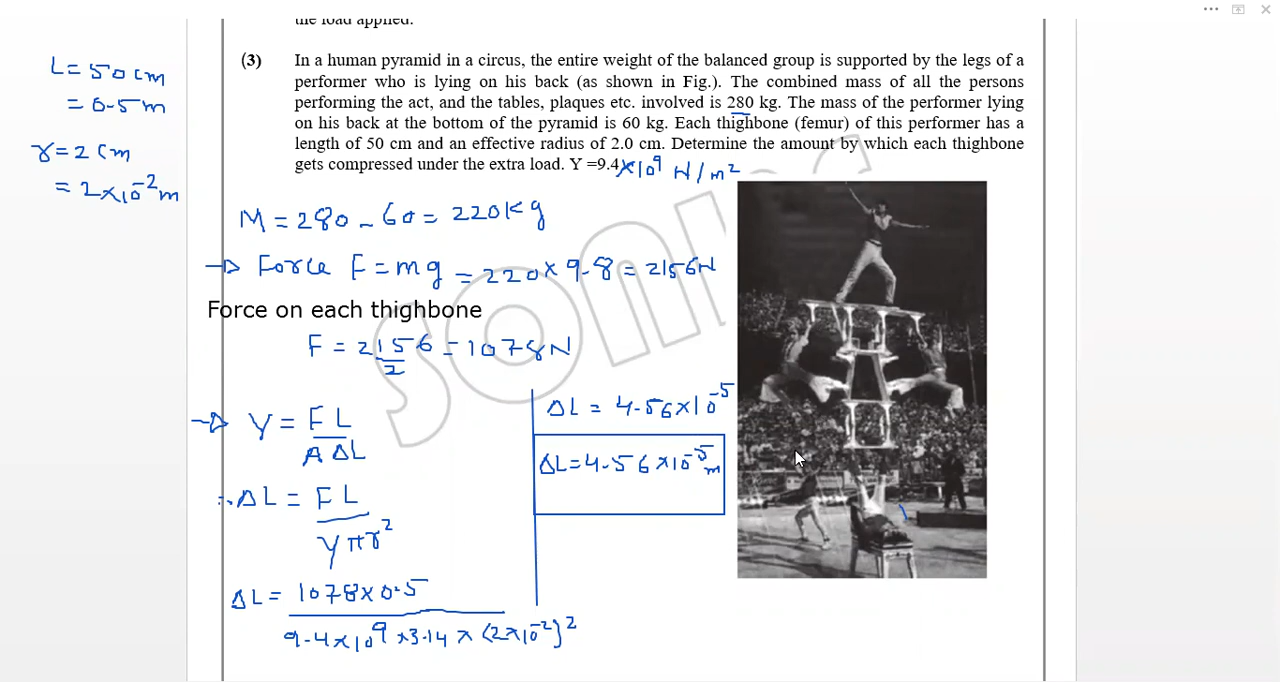 the load applied.
(3) In a human pyramid in a circus, the entire weight of the balanced group is supported by the legs of a
performer who is lying on his back (as shown in Fig.). The combined mass of all the persons
performing the act, and the tables, plaques etc. involved is 280 kg. The mass of the performer lying
on his back at the bottom of the pyramid is 60 kg. Each thighbone (femur) of this performer has a
length of 50 cm and an effective radius of 2.0 cm. Determine the amount by which each thighbone
gets compressed under the extra load. Y =9.4×10⁹ N/m²
L = 50 cm
= 0.5 m
r = 2 cm
= 2×10⁻² m
M = 280 - 60 = 220 kg
→ Force F = mg = 220 × 9.8 = 2156 N
Force on each thighbone
F = 2156/2 = 1078 N
→ Y = FL/AΔL
∴ ΔL = FL/Yπr²
ΔL = 1078×0.5/9.4×10⁹×3.14×(2×10⁻²)²
ΔL = 4.56×10⁻⁵
ΔL = 4.56×10⁻⁵ m